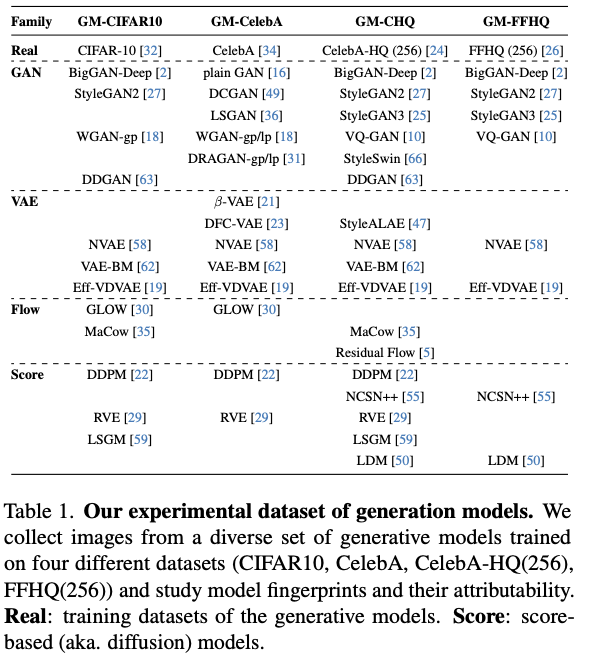 Family GM-CIFAR10 GM-CelebA GM-CHQ GM-FFHQ
Real CIFAR-10 [32] CelebA [34] CelebA-HQ (256) [24] FFHQ (256) [26]
GAN BigGAN-Deep [2] plain GAN [16] BigGAN-Deep [2] BigGAN-Deep [2]
StyleGAN2 [27] DCGAN [49] StyleGAN2 [27] StyleGAN2 [27]
LSGAN [36] StyleGAN3 [25] StyleGAN3 [25]
WGAN-gp [18] WGAN-gp/lp [18] VQ-GAN [10] VQ-GAN [10]
DRAGAN-gp/lp [31] StyleSwin [66]
DDGAN [63] DDGAN [63]
VAE β-VAE [21]
DFC-VAE [23] StyleALAE [47]
NVAE [58] NVAE [58] NVAE [58] NVAE [58]
VAE-BM [62] VAE-BM [62] VAE-BM [62]
Eff-VDVAE [19] Eff-VDVAE [19] Eff-VDVAE [19] Eff-VDVAE [19]
Flow GLOW [30] GLOW [30]
MaCow [35] MaCow [35]
Residual Flow [5]
Score DDPM [22] DDPM [22] DDPM [22]
NCSN++ [55] NCSN++ [55]
RVE [29] RVE [29] RVE [29]
LSGM [59] LSGM [59]
LDM [50] LDM [50]
Table 1. Our experimental dataset of generation models. We
collect images from a diverse set of generative models trained
on four different datasets (CIFAR10, CelebA, CelebA-HQ(256),
FFHQ(256)) and study model fingerprints and their attributability.
Real: training datasets of the generative models. Score: score-
based (aka. diffusion) models.